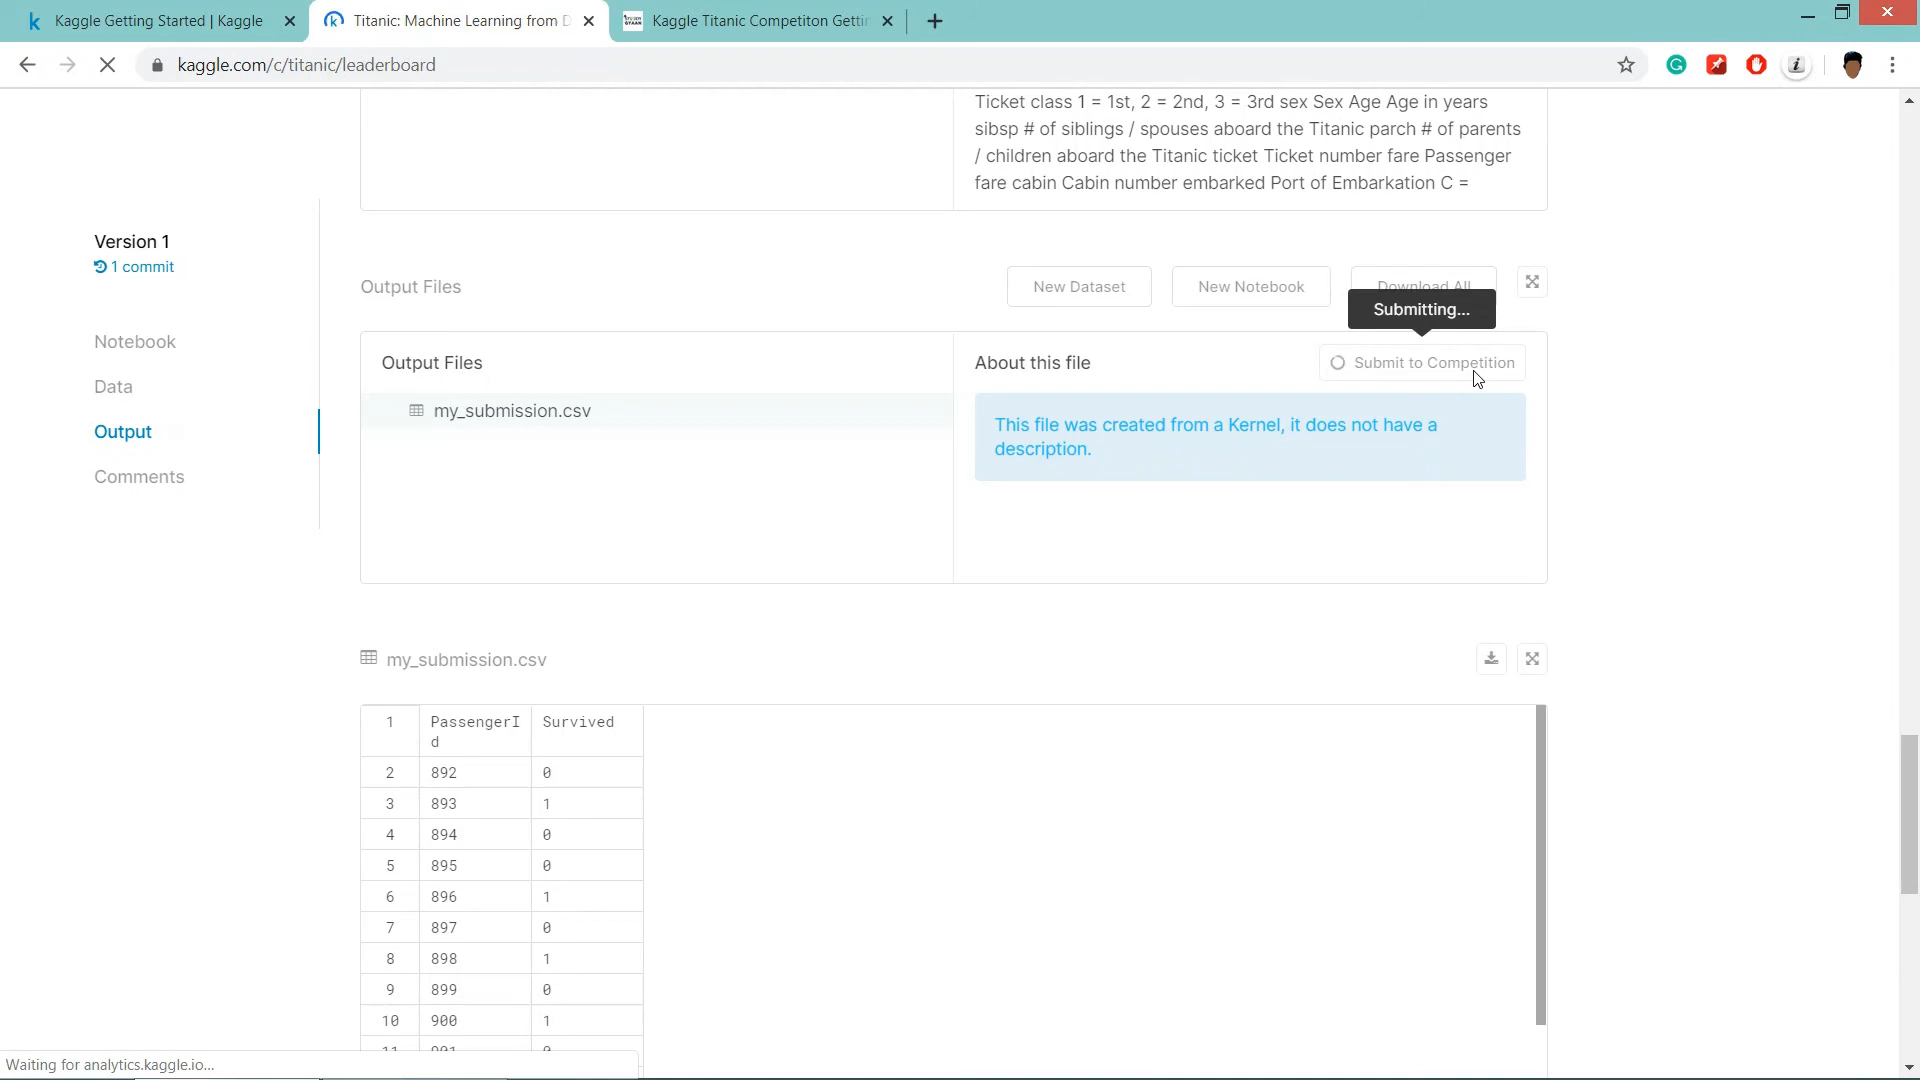 Kaggle Getting Started | Kaggle
Titanic: Machine Learning from D
Kaggle Titanic Competiton Gettin
kaggle.com/c/titanic/leaderboard
Ticket class 1 = 1st, 2 = 2nd, 3 = 3rd sex Sex Age Age in years
sibsp # of siblings / spouses aboard the Titanic parch # of parents
/ children aboard the Titanic ticket Ticket number fare Passenger
fare cabin Cabin number embarked Port of Embarkation C =
Version 1
1 commit
Notebook
Data
Output
Comments
Output Files
New Dataset
New Notebook
Download All
Submitting...
Output Files
my_submission.csv
About this file
Submit to Competition
This file was created from a Kernel, it does not have a
description.
my_submission.csv
1 PassengerI Survived
d
2 892 0
3 893 1
4 894 0
5 895 0
6 896 1
7 897 0
8 898 1
9 899 0
10 900 1
11 901 0
Waiting for analytics.kaggle.io...